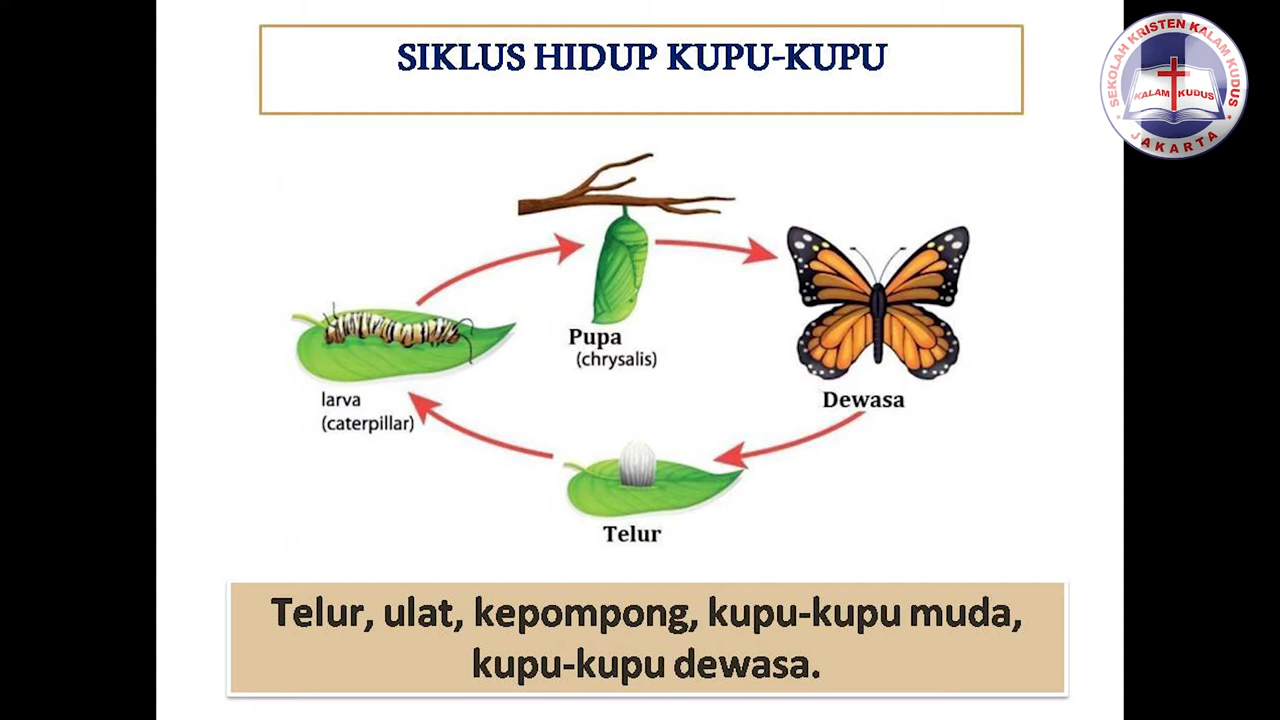 SIKLUS HIDUP KUPU-KUPU
SEKOLAH KRISTEN KALAM KUDUS
KALAM KUDUS
JAKARTA
Pupa
(chrysalis)
larva
(caterpillar)
Dewasa
Telur
Telur, ulat, kepompong, kupu-kupu muda,
kupu-kupu dewasa.